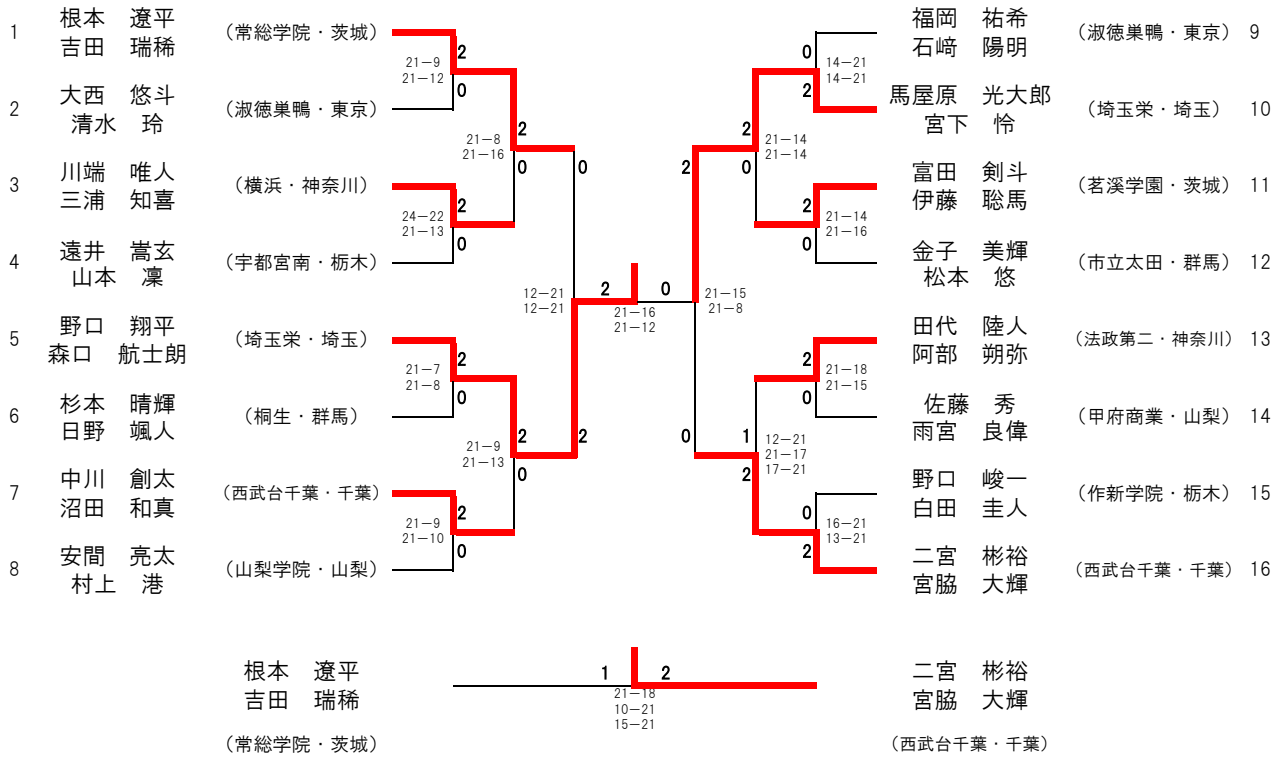 1 根本　遼平 吉田　瑞稀 （常総学院・茨城）
2 大西　悠斗 清水　玲 （淑徳巣鴨・東京）
3 川端　唯人 三浦　知喜 （横浜・神奈川）
4 遠井　嵩玄 山本　凜 （宇都宮南・栃木）
5 野口　翔平 森口　航士朗 （埼玉栄・埼玉）
6 杉本　晴輝 日野　颯人 （桐生・群馬）
7 中川　創太 沼田　和真 （西武台千葉・千葉）
8 安間　亮太 村上　港 （山梨学院・山梨）
2
21－9
21－12
0
2
24－22
21－13
0
2
21－7
21－8
0
2
21－9
21－10
0
2
21－8
21－16
0
2
21－9
21－13
0
0
12－21
12－21
2
2 0
21－16
21－12
2
21－15
21－8
0
2
21－14
21－14
0
1
12－21
21－17
17－21
2
0
14－21
14－21
2
2
21－14
21－16
0
2
21－18
21－15
0
0
16－21
13－21
2
福岡　祐希 石﨑　陽明 （淑徳巣鴨・東京） 9
馬屋原　光大郎 宮下　怜 （埼玉栄・埼玉） 10
富田　剣斗 伊藤　聡馬 （茗溪学園・茨城） 11
金子　美輝 松本　悠 （市立太田・群馬） 12
田代　陸人 阿部　朔弥 （法政第二・神奈川） 13
佐藤　秀 雨宮　良偉 （甲府商業・山梨） 14
野口　峻一 白田　圭人 （作新学院・栃木） 15
二宮　彬裕 宮脇　大輝 （西武台千葉・千葉） 16
根本　遼平
吉田　瑞稀
（常総学院・茨城）
1 2
21－18
10－21
15－21
二宮　彬裕
宮脇　大輝
（西武台千葉・千葉）